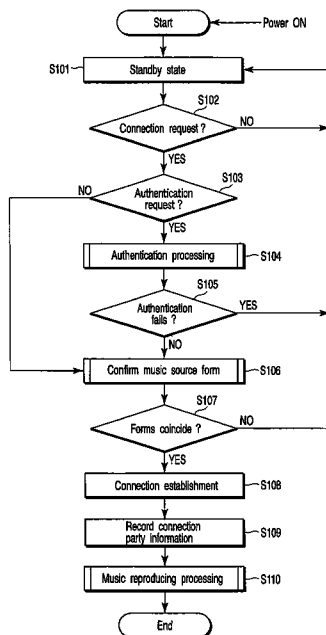 Start
Power ON
S101
Standby state
S102
Connection request ?
NO
YES
S103
NO
Authentication
request ?
YES
Authentication processing
S104
S105
Authentication
fails ?
YES
NO
Confirm music source form
S106
S107
Forms coincide ?
NO
YES
Connection establishment
S108
Record connection
party information
S109
Music reproducing processing
S110
End